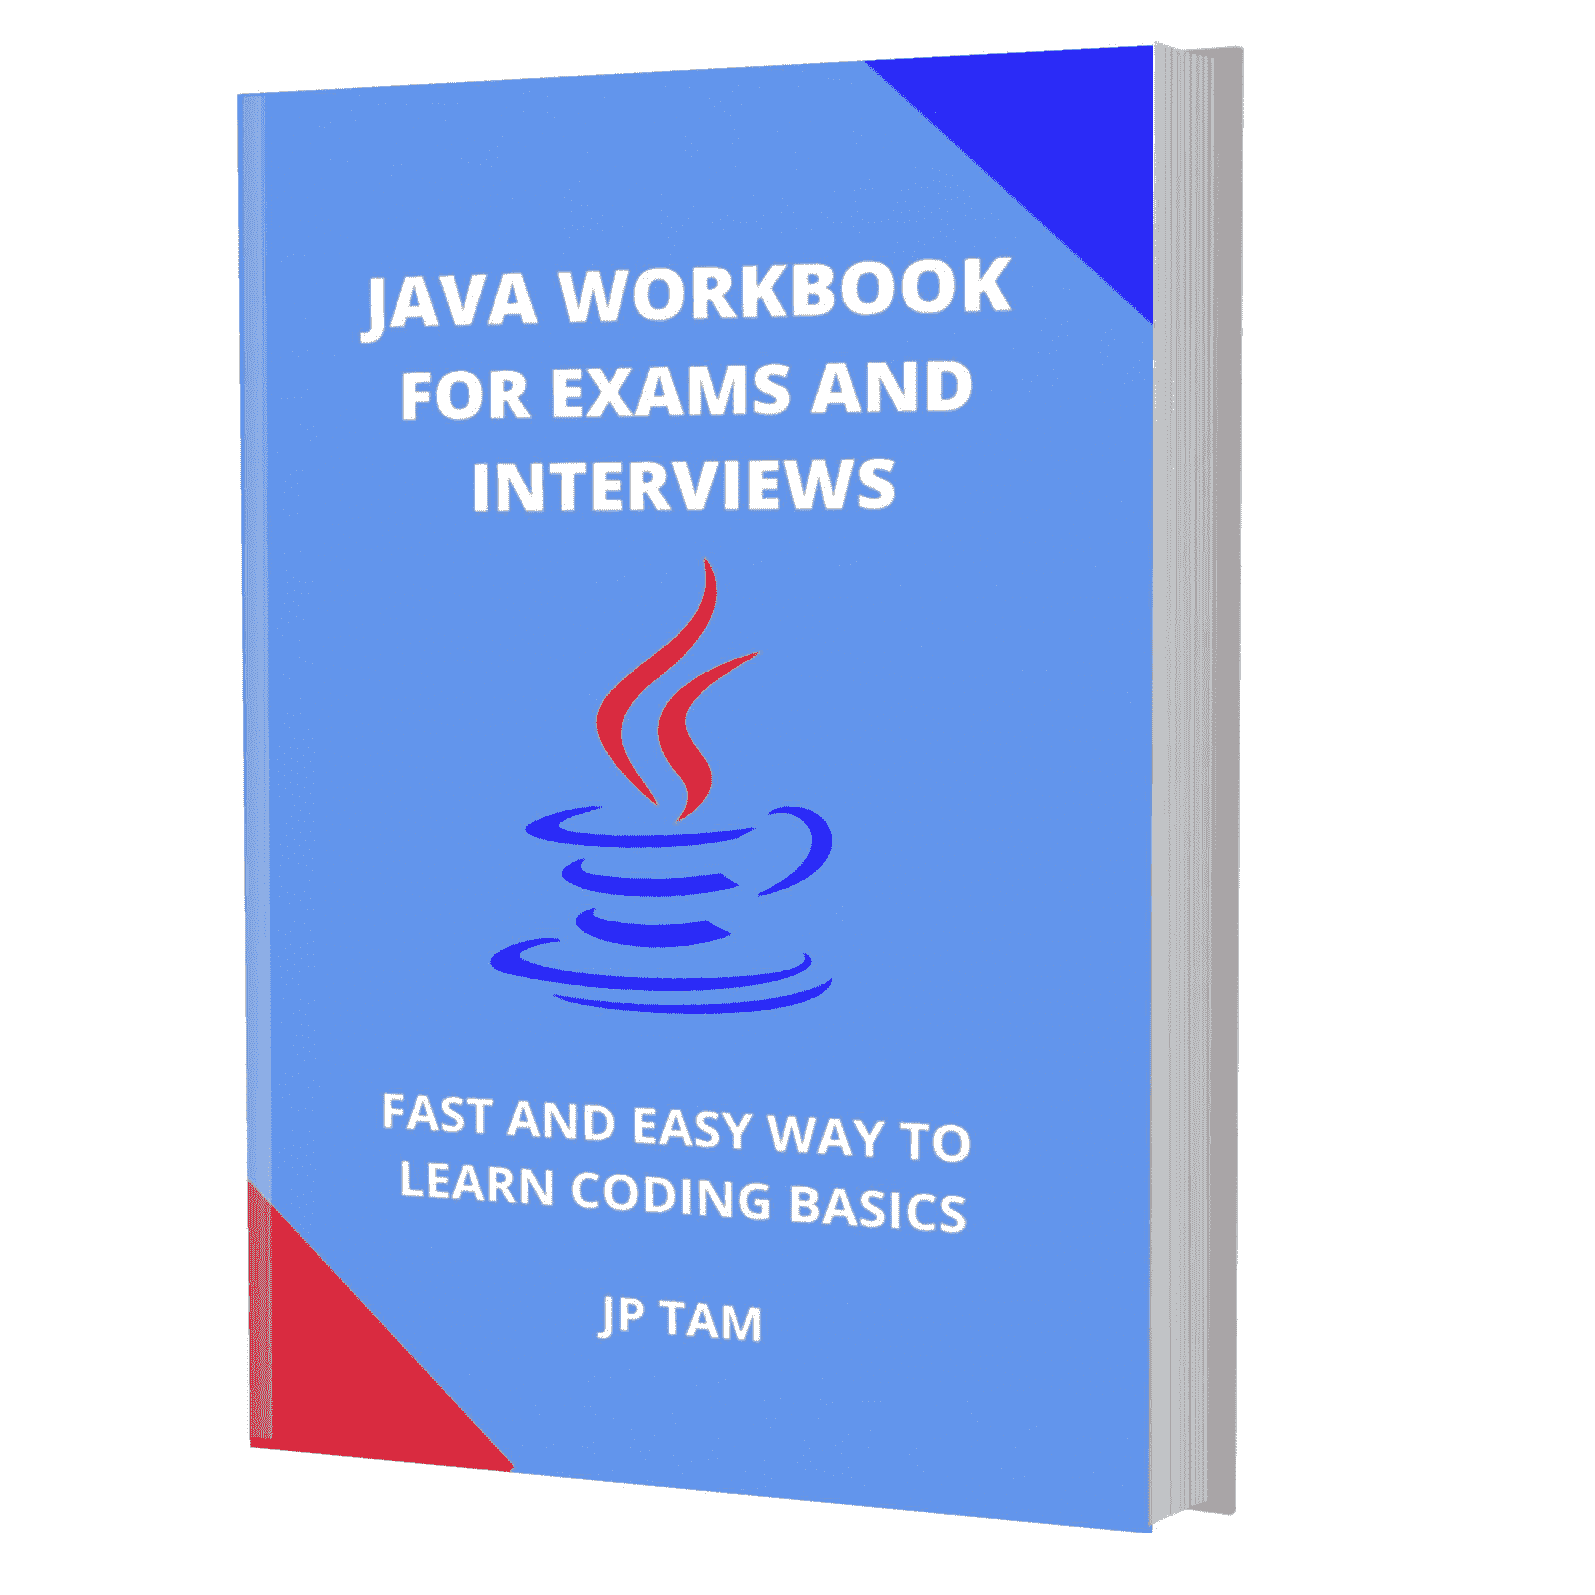 JAVA WORKBOOK
FOR EXAMS AND
INTERVIEWS
FAST AND EASY WAY TO
LEARN CODING BASICS
JP TAM